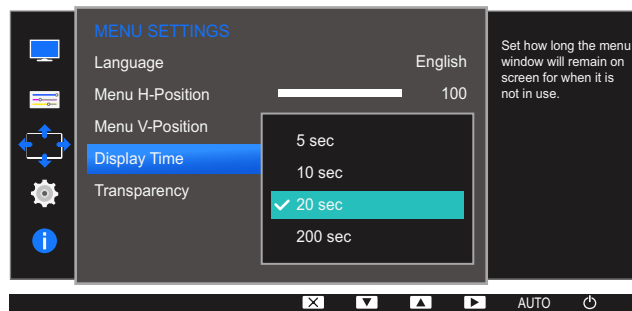 MENU SETTINGS
Language English
Menu H-Position 100
Menu V-Position
Display Time
Transparency
5 sec
10 sec
20 sec
200 sec
Set how long the menu
window will remain on
screen for when it is
not in use.
AUTO